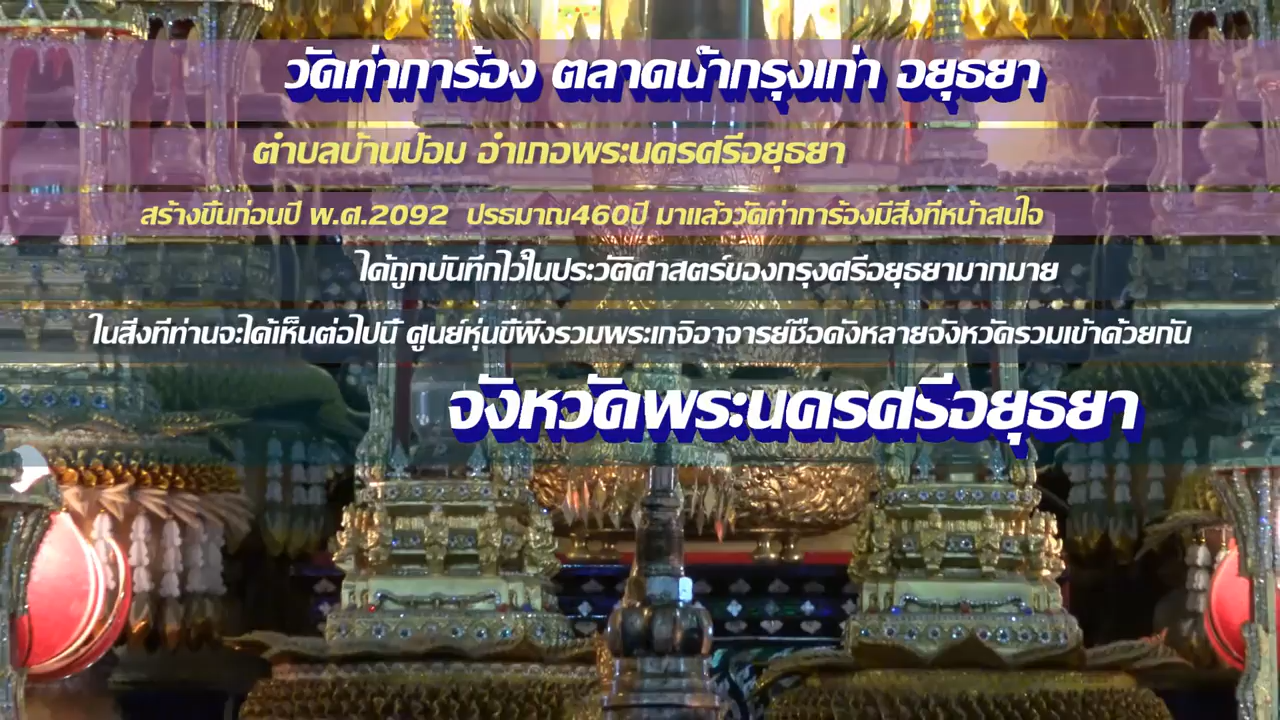 วัดท่าการ้อง ตลาดน้ำกรุงเก่า อยุธยา
ตำบลบ้านป้อม อำเภอพระนครศรีอยุธยา
สร้างขึ้นก่อนปี พ.ศ.2092 ปรธมาณ460ปี มาแล้ววัดท่าการ้องมีสิ่งที่หน้าสนใจ
ได้ถูกบันทึกไว้ในประวัติศาสตร์ของกรุงศรีอยุธยามากมาย
ในสิ่งที่ท่านจะได้เห็นต่อไปนี้ ศูนย์หุ่นขี้ผึ้งรวมพระเกจิอาจารย์ชื่อดังหลายจังหวัดรวมเข้าด้วยกัน
จังหวัดพระนครศรีอยุธยา